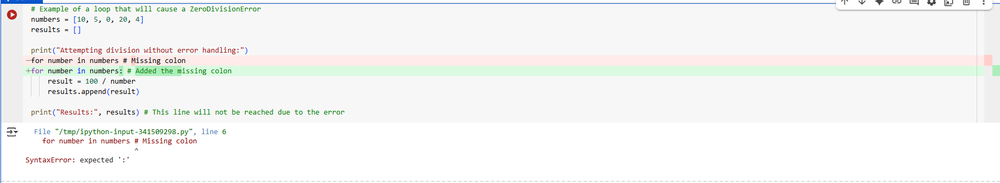 # Example of a loop that will cause a ZeroDivisionError
numbers = [10, 5, 0, 20, 4]
results = []
print("Attempting division without error handling:")
−for number in numbers # Missing colon
+for number in numbers: # Added the missing colon
    result = 100 / number
    results.append(result)
print("Results:", results) # This line will not be reached due to the error
File "/tmp/ipython-input-341509298.py", line 6
    for number in numbers # Missing colon
                          ^
SyntaxError: expected ':'